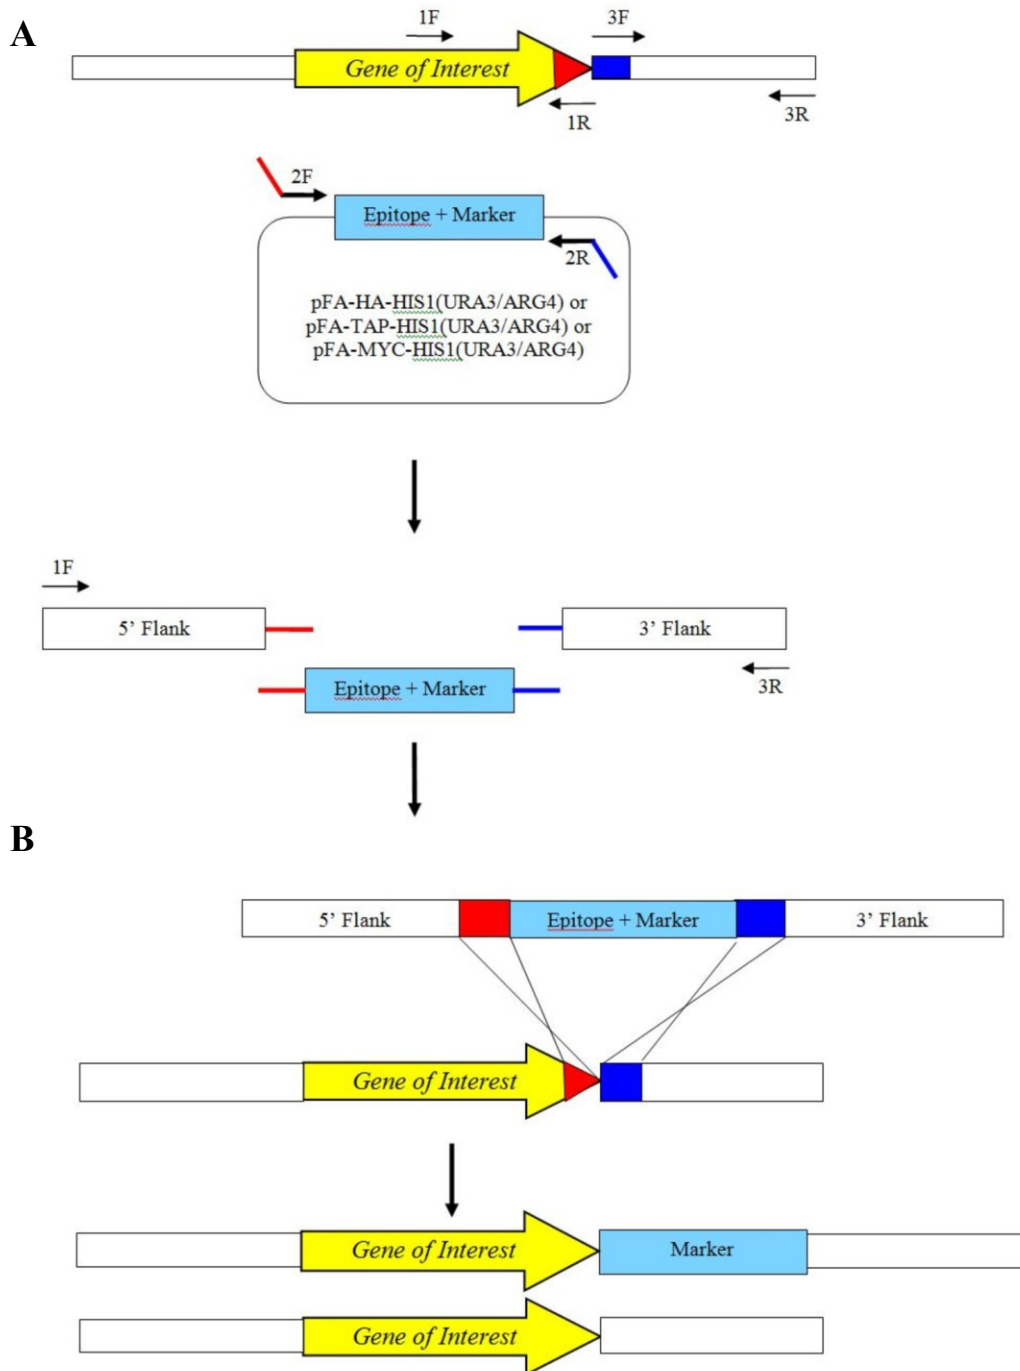 A
1F
3F
Gene of Interest
1R
3R
2F
Epitope + Marker
2R
pFA-HA-HIS1(URA3/ARG4) or
pFA-TAP-HIS1(URA3/ARG4) or
pFA-MYC-HIS1(URA3/ARG4)
1F
5’ Flank
3’ Flank
Epitope + Marker
3R
B
5’ Flank
Epitope + Marker
3’ Flank
Gene of Interest
Gene of Interest
Marker
Gene of Interest